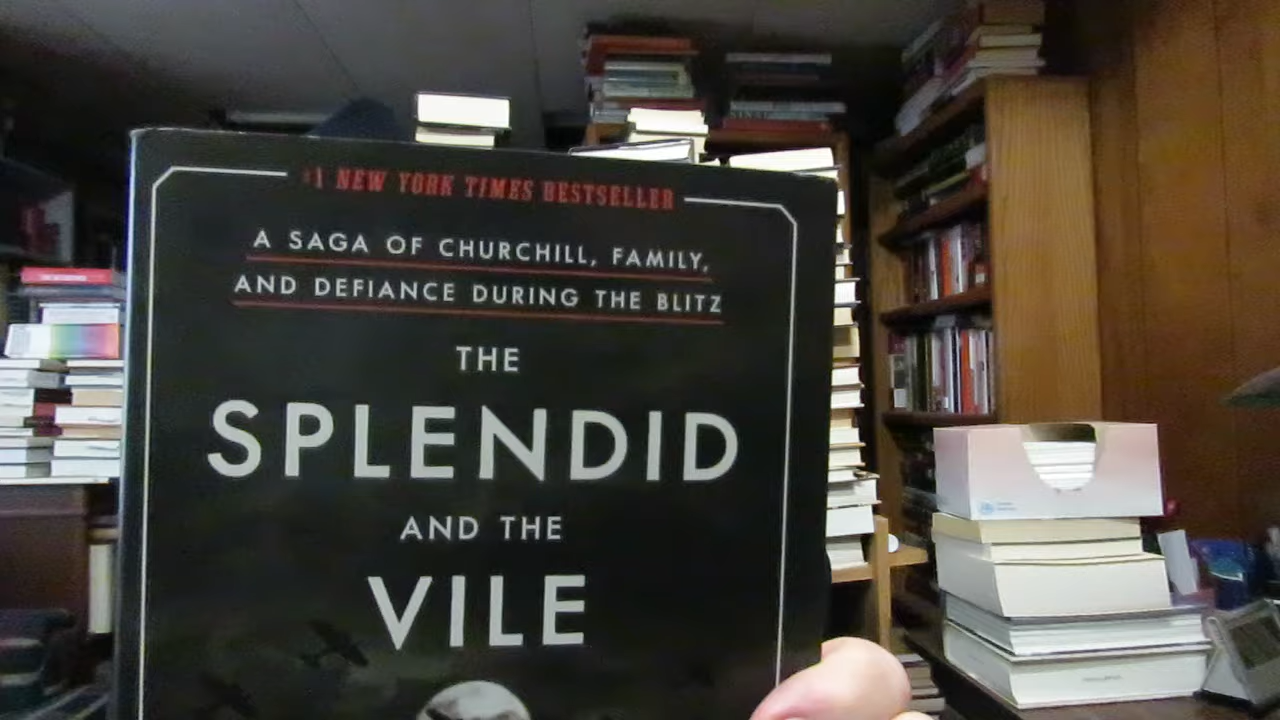 #1 NEW YORK TIMES BESTSELLER
A SAGA OF CHURCHILL, FAMILY,
AND DEFIANCE DURING THE BLITZ
THE
SPLENDID
AND THE
VILE